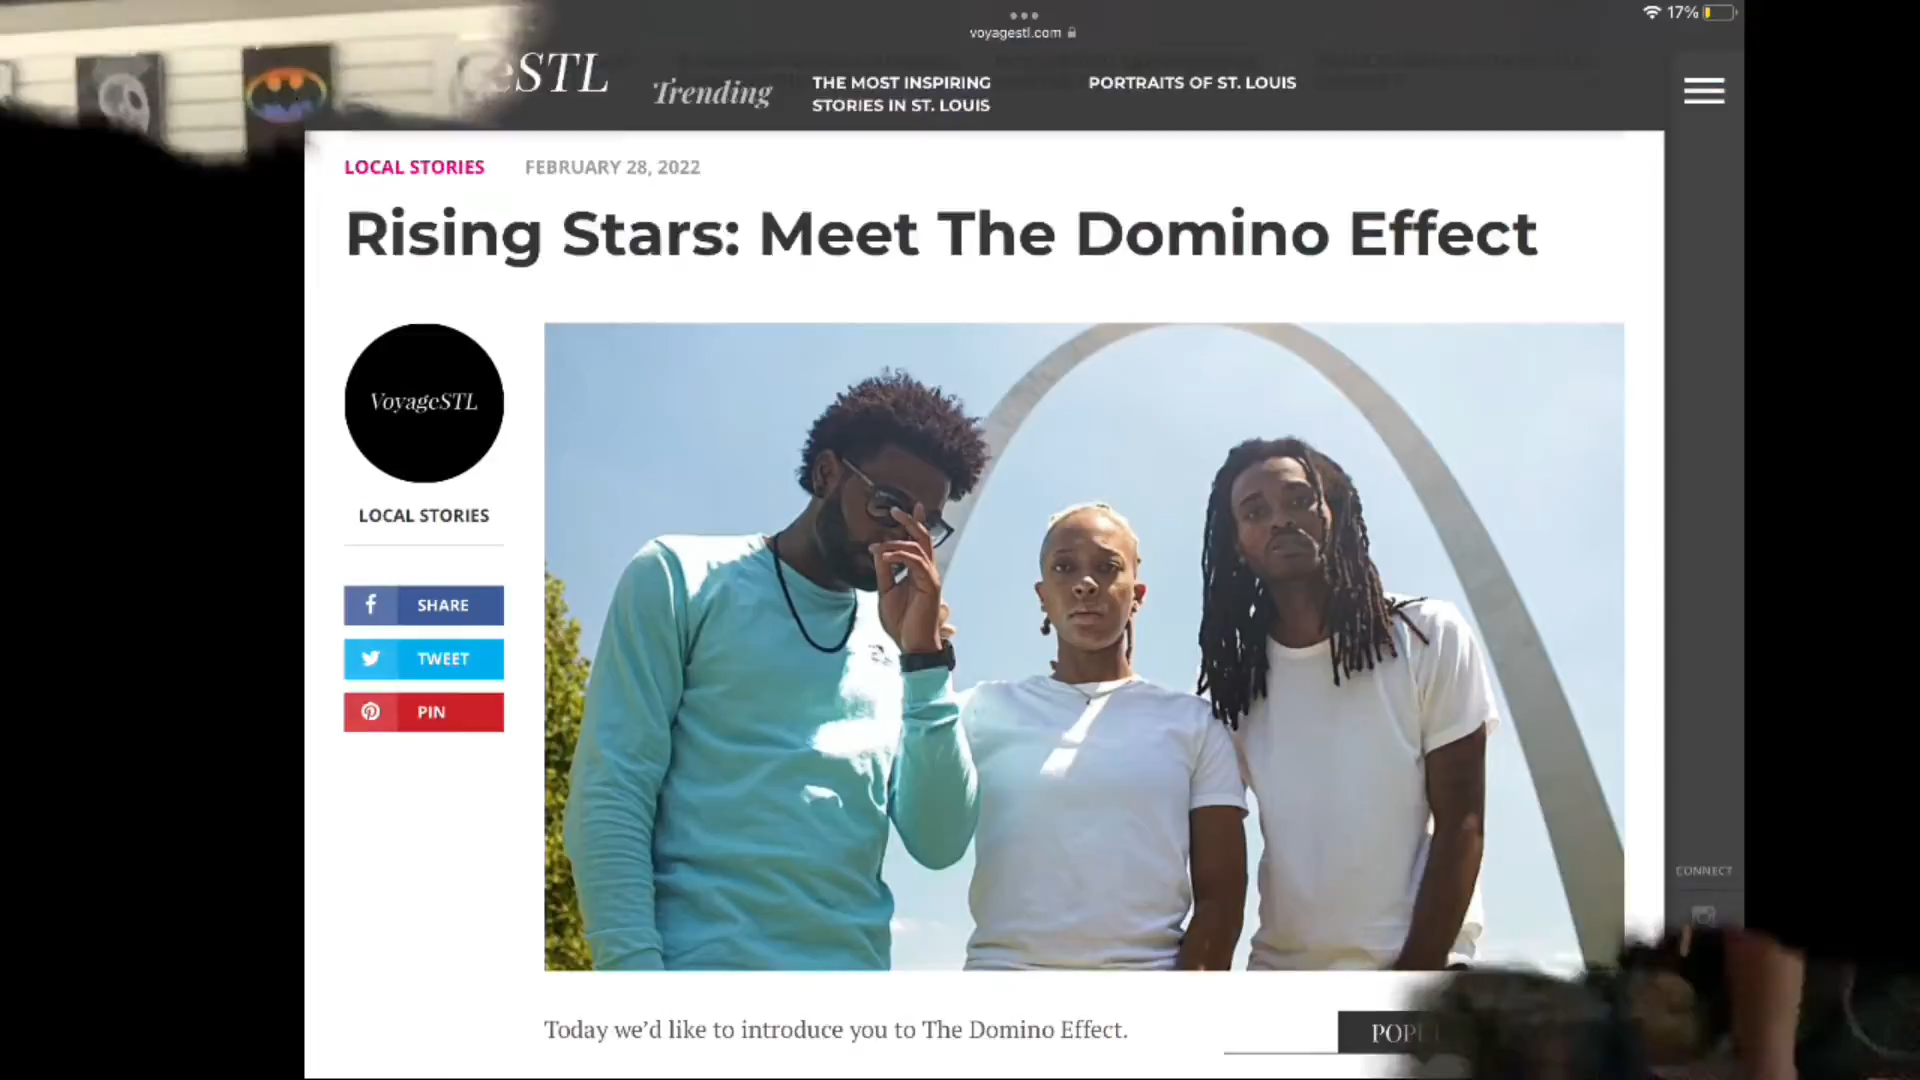 voyagestl.com
17%
eSTL
Trending
THE MOST INSPIRING
STORIES IN ST. LOUIS
PORTRAITS OF ST. LOUIS
LOCAL STORIES
FEBRUARY 28, 2022
Rising Stars: Meet The Domino Effect
VoyageSTL
LOCAL STORIES
SHARE
TWEET
PIN
CONNECT
Today we’d like to introduce you to The Domino Effect.